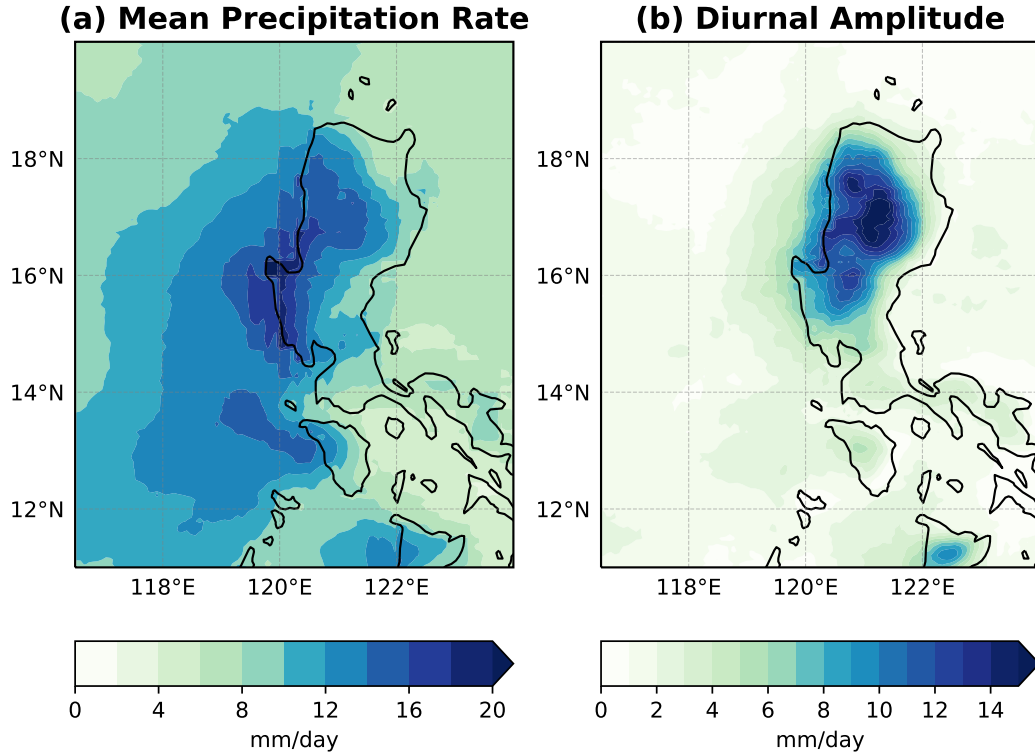 (a) Mean Precipitation Rate
(b) Diurnal Amplitude
18°N
16°N
14°N
12°N
118°E 120°E 122°E
18°N
16°N
14°N
12°N
118°E 120°E 122°E
0 4 8 12 16 20
mm/day
0 2 4 6 8 10 12 14
mm/day